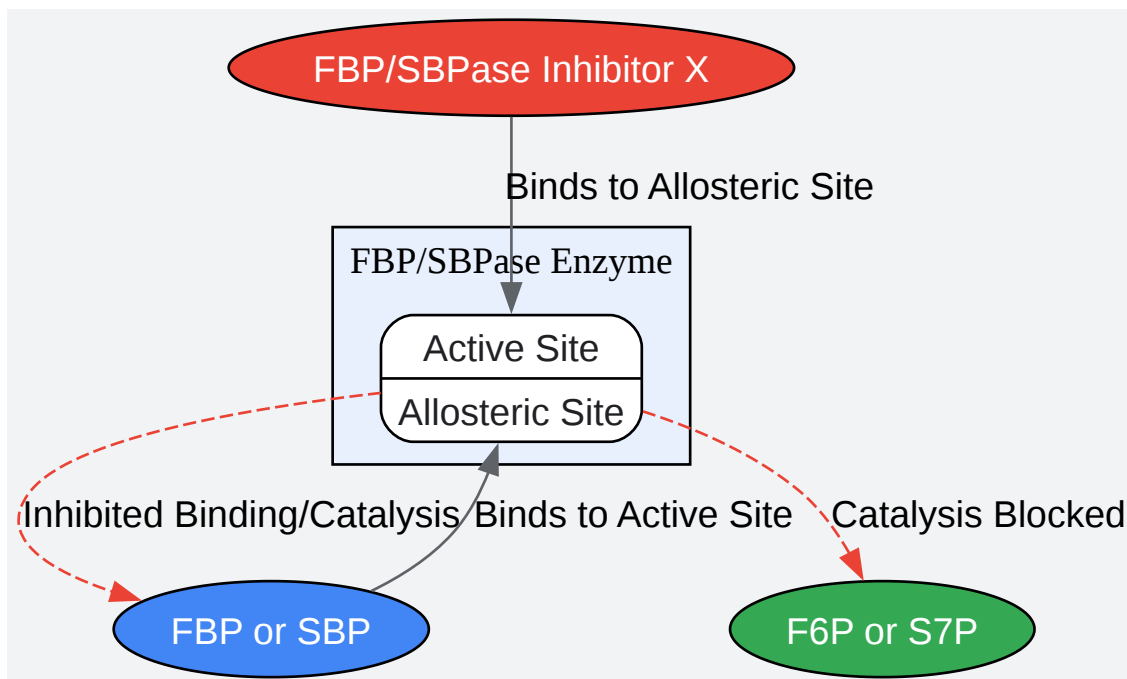 FBP/SBPase Inhibitor X
Binds to Allosteric Site
FBP/SBPase Enzyme
Active Site
Allosteric Site
Inhibited Binding/Catalysis
Binds to Active Site
Catalysis Blocked
FBP or SBP
F6P or S7P